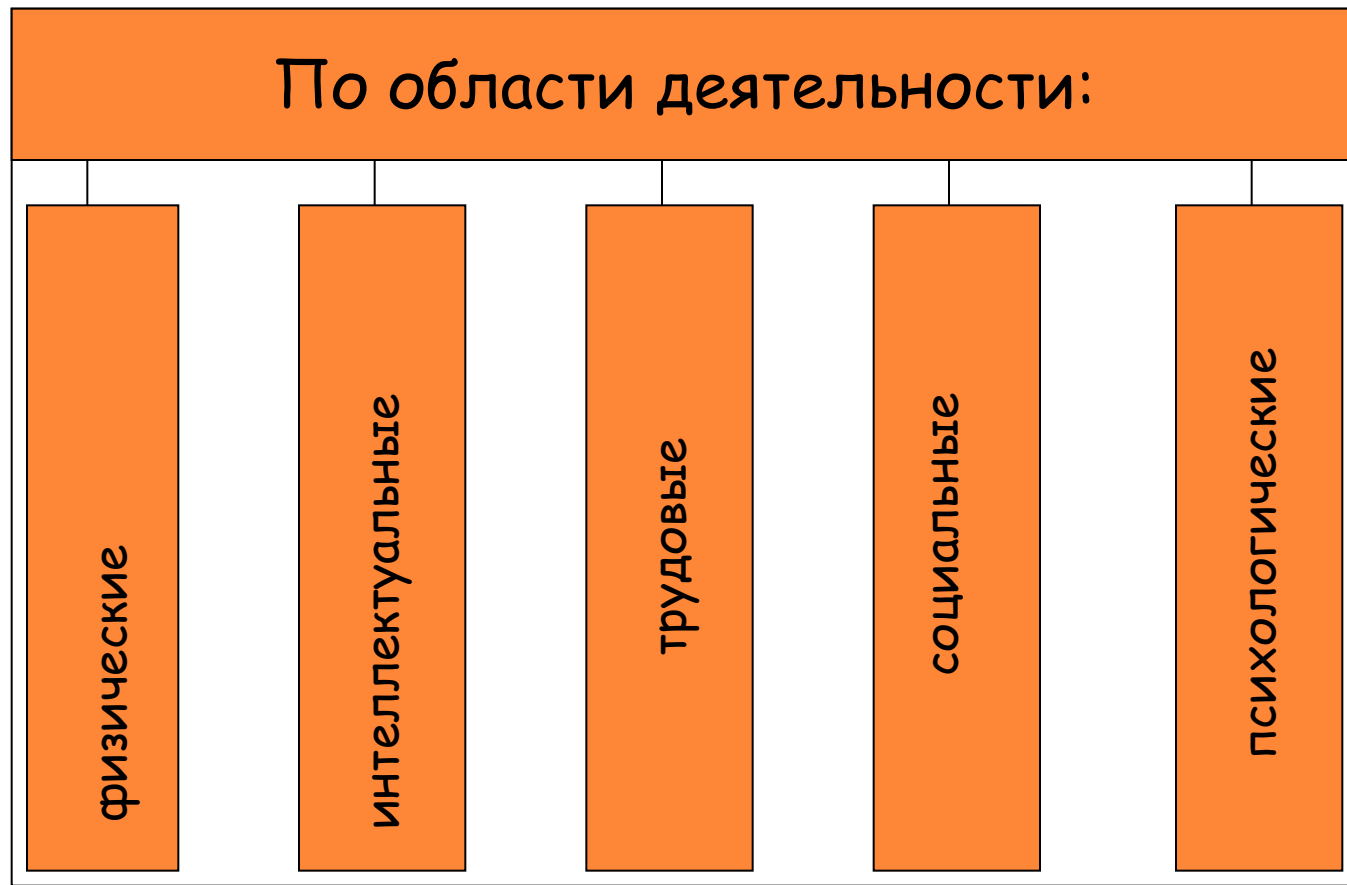 По области деятельности:
физические
интеллектуальные
трудовые
социальные
психологические